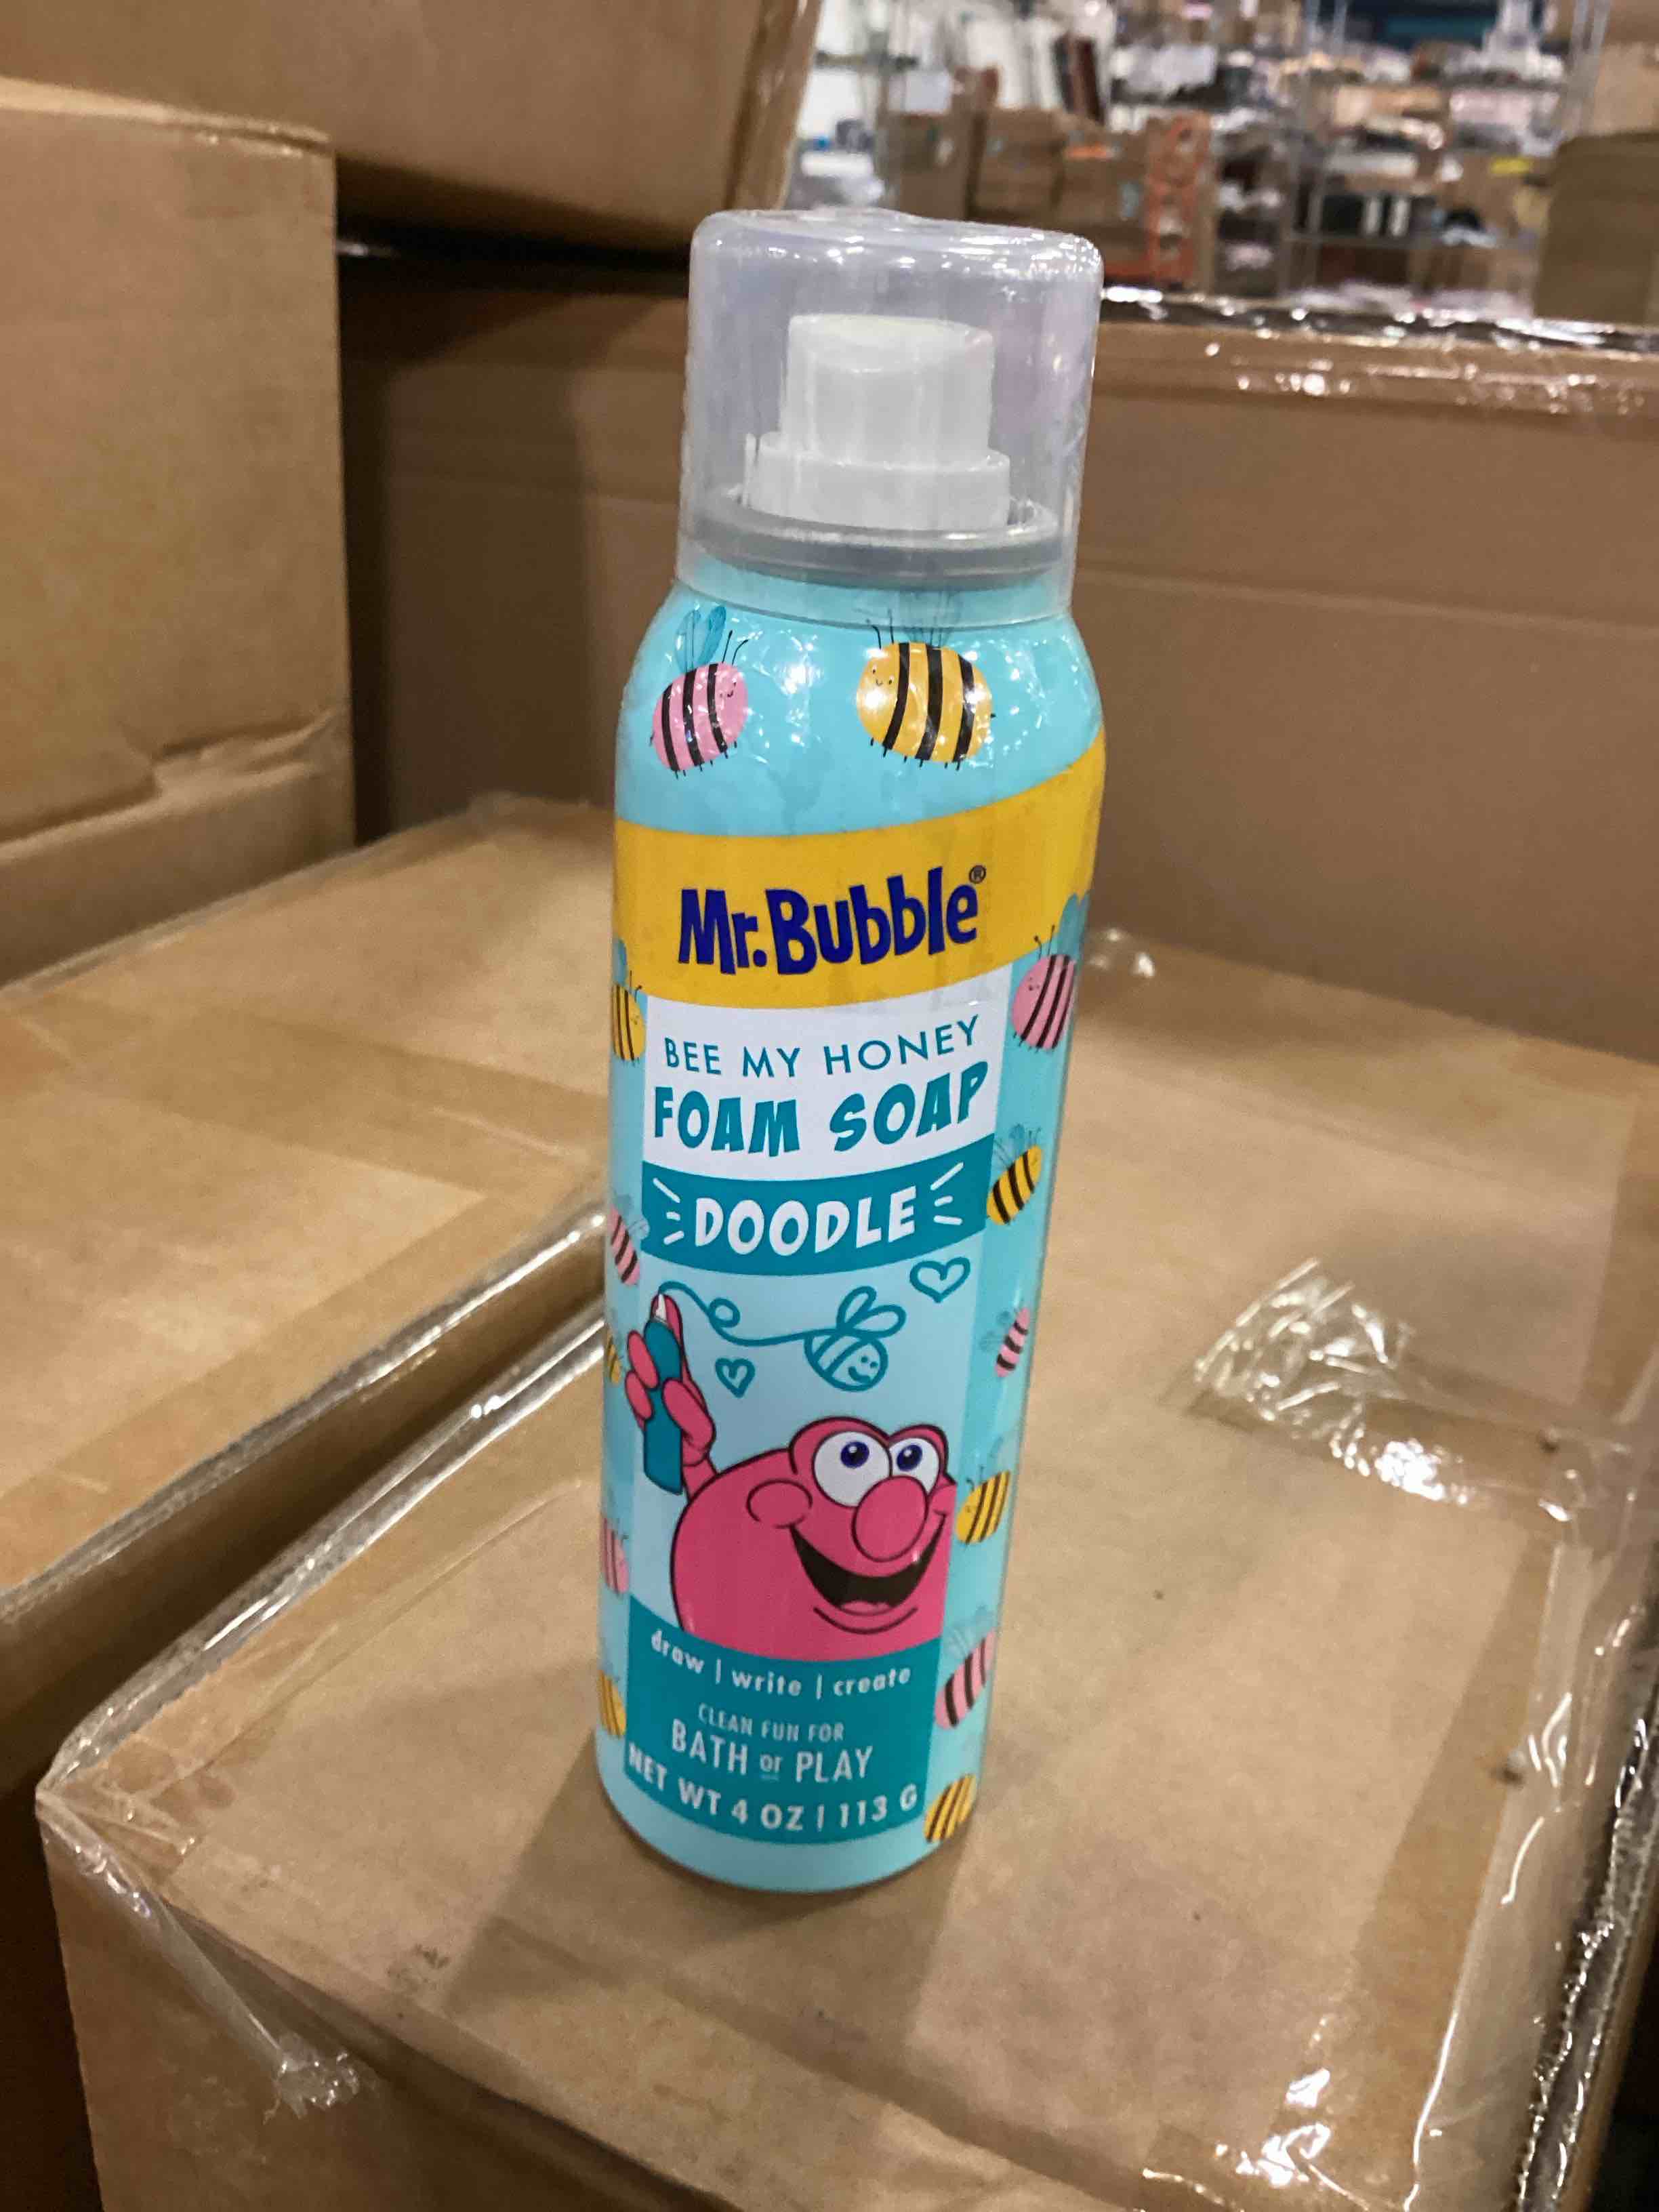 Mr. Bubble®
BEE MY HONEY
FOAM SOAP
DOODLE
draw | write | create
CLEAN FUN FOR
BATH or PLAY
NET WT 4 OZ | 113 G